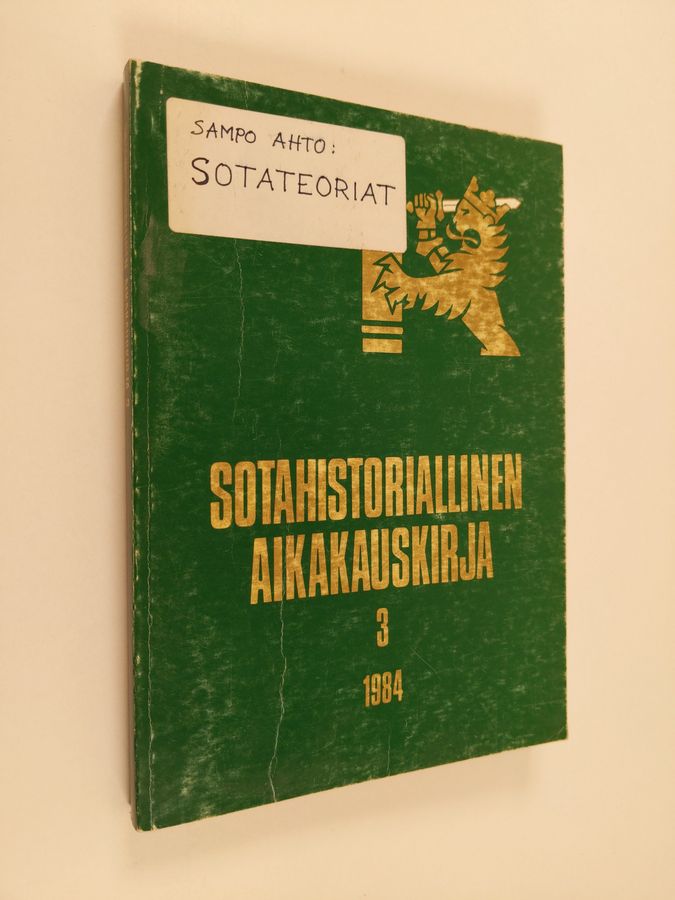 SAMPO AHTO:
SOTATEORIAT
SOTAHISTORIALLINEN
AIKAKAUSKIRJA
3
1984